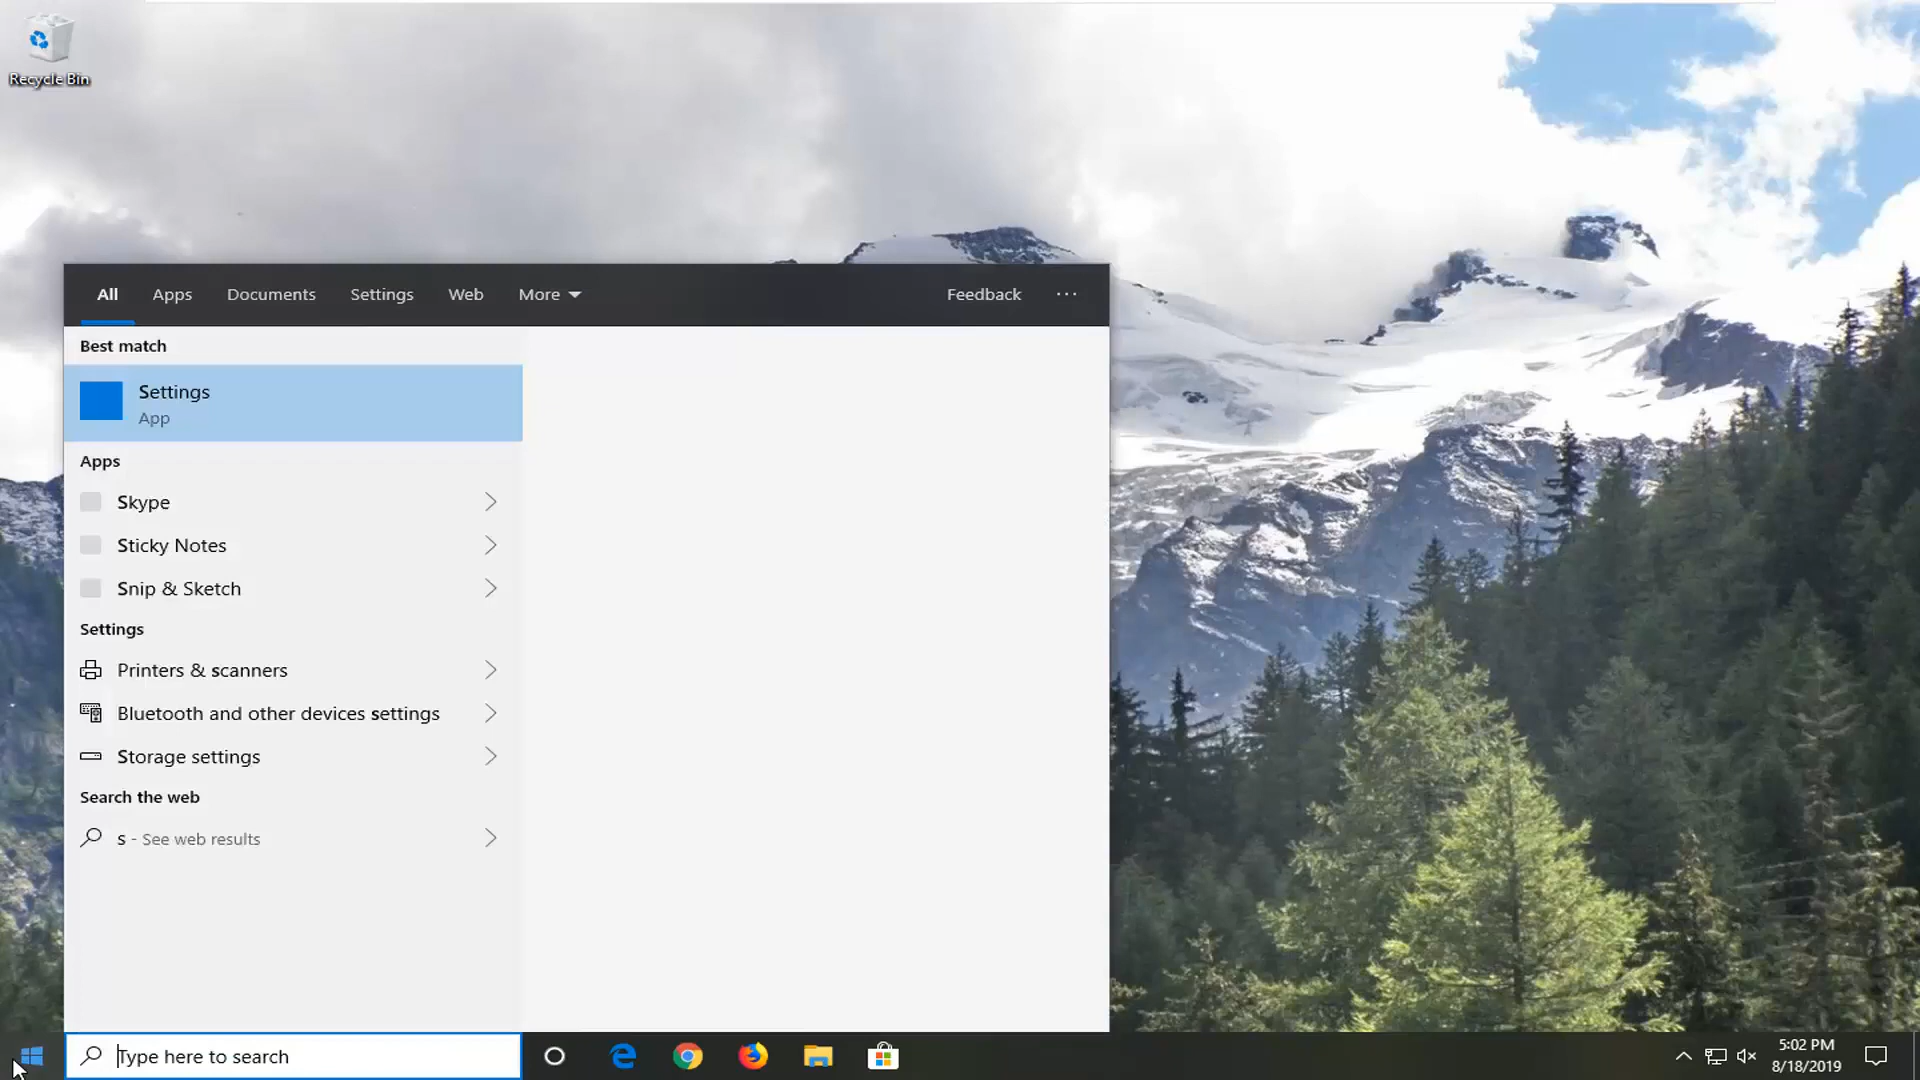 Recycle Bin
All
Apps
Documents
Settings
Web
More
Feedback
Best match
Settings
App
Apps
Skype
Sticky Notes
Snip & Sketch
Settings
Printers & scanners
Bluetooth and other devices settings
Storage settings
Search the web
s - See web results
Type here to search
5:02 PM
8/18/2019